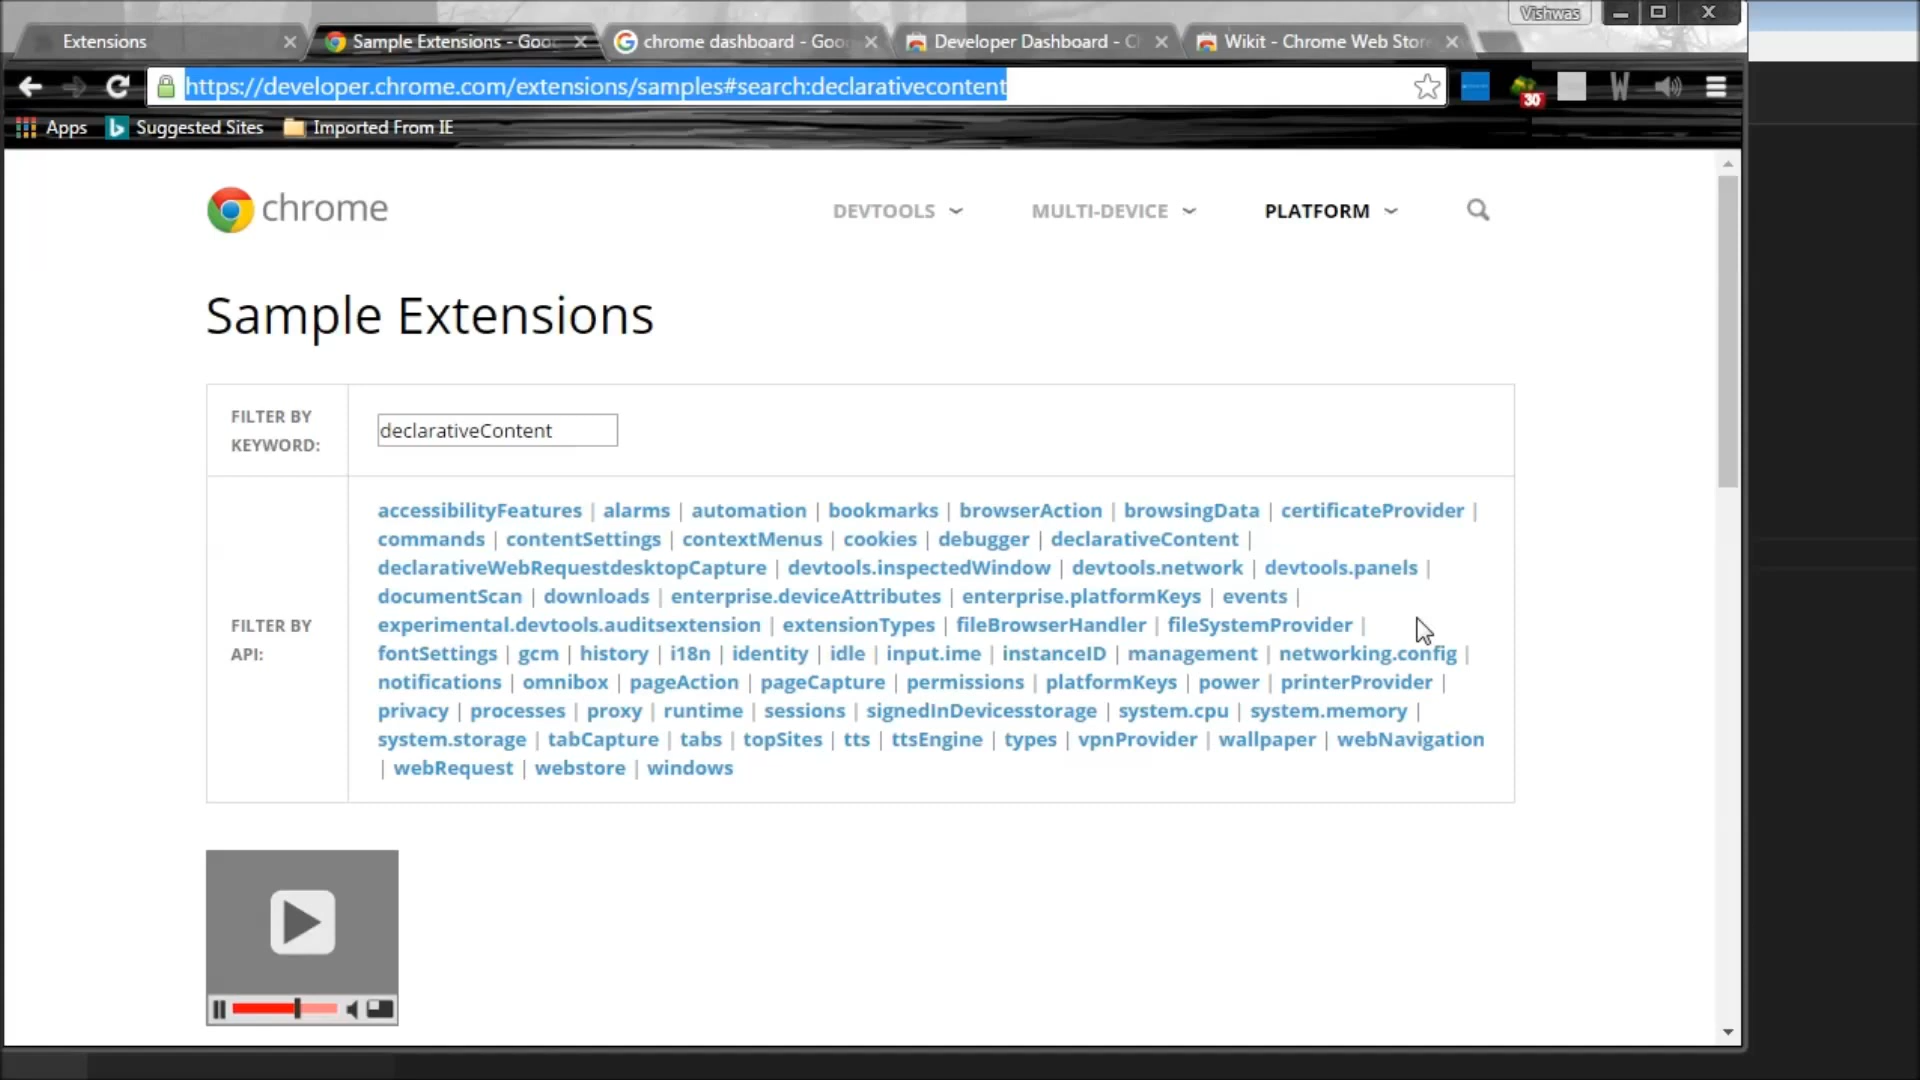 Vishwas
Extensions
Sample Extensions - Goo
chrome dashboard - Goo
Developer Dashboard - C
Wikit - Chrome Web Stor
https://developer.chrome.com/extensions/samples#search:declarativecontent
30
W
Apps
Suggested Sites
Imported From IE
chrome
DEVTOOLS
MULTI-DEVICE
PLATFORM
Sample Extensions
FILTER BY
KEYWORD:
declarativeContent
FILTER BY
API:
accessibilityFeatures | alarms | automation | bookmarks | browserAction | browsingData | certificateProvider |
commands | contentSettings | contextMenus | cookies | debugger | declarativeContent |
declarativeWebRequestdesktopCapture | devtools.inspectedWindow | devtools.network | devtools.panels |
documentScan | downloads | enterprise.deviceAttributes | enterprise.platformKeys | events |
experimental.devtools.auditsextension | extensionTypes | fileBrowserHandler | fileSystemProvider |
fontSettings | gcm | history | i18n | identity | idle | input.ime | instanceID | management | networking.config |
notifications | omnibox | pageAction | pageCapture | permissions | platformKeys | power | printerProvider |
privacy | processes | proxy | runtime | sessions | signedInDevicesstorage | system.cpu | system.memory |
system.storage | tabCapture | tabs | topSites | tts | ttsEngine | types | vpnProvider | wallpaper | webNavigation
| webRequest | webstore | windows